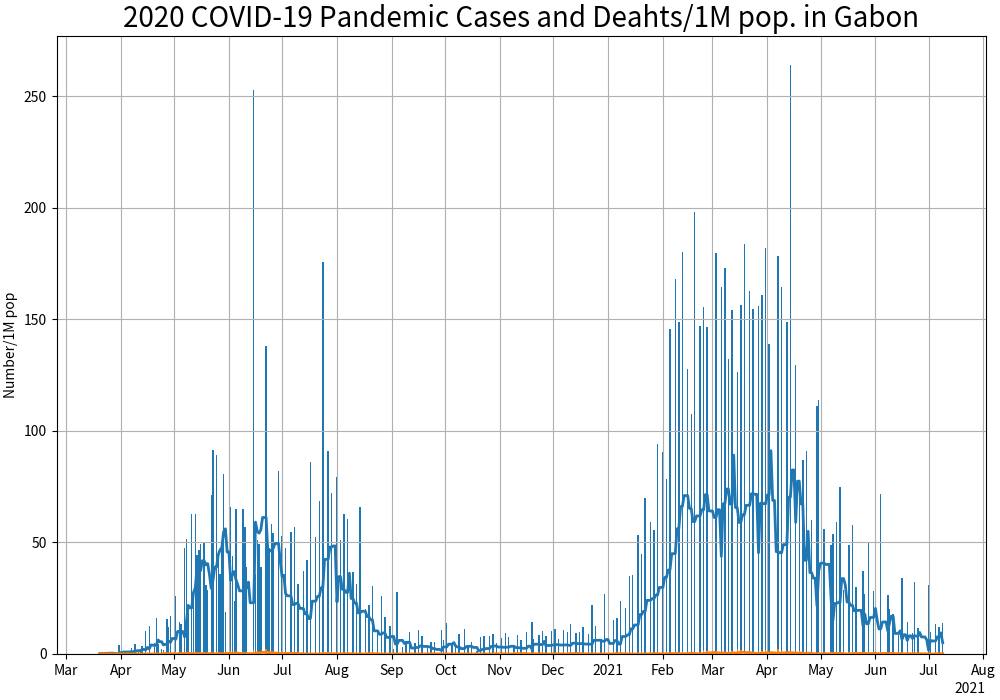 2020 COVID-19 Pandemic Cases and Deahts/1M pop. in Gabon
Number/1M pop
250
200
150
100
50
0
Mar Apr May Jun Jul Aug Sep Oct Nov Dec 2021 Feb Mar Apr May Jun Jul Aug
2021